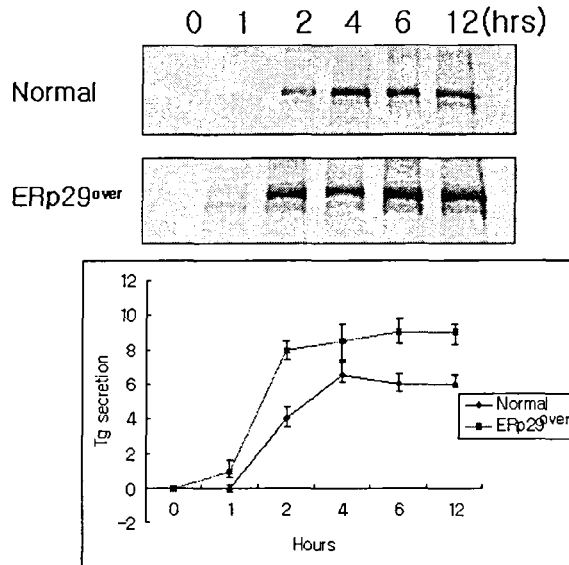 0 1 2 4 6 12(hrs)
Normal
ERp29over
12
10
8
6
4
2
0
-2
Tg secretion
0 1 2 4 6 12
Hours
Normal
ERp29over